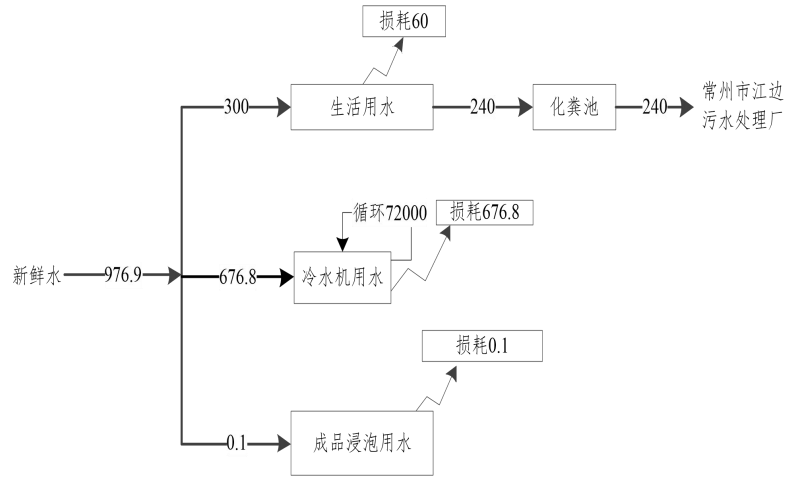 损耗60
300
生活用水
240
化粪池
240
常州市江边
污水处理厂
循环72000
损耗676.8
新鲜水
976.9
676.8
冷水机用水
损耗0.1
0.1
成品浸泡用水